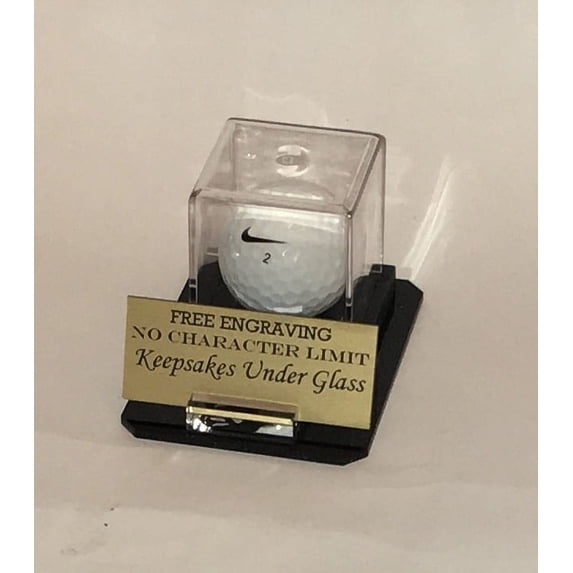 2
FREE ENGRAVING
NO CHARACTER LIMIT
Keepsakes Under Glass